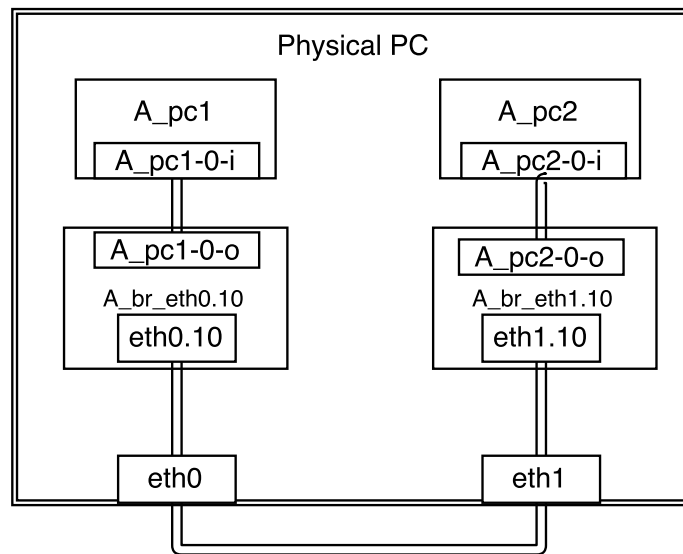 Physical PC
A_pc1
A_pc1-0-i
A_pc1-0-o
A_br_eth0.10
eth0.10
eth0
A_pc2
A_pc2-0-i
A_pc2-0-o
A_br_eth1.10
eth1.10
eth1